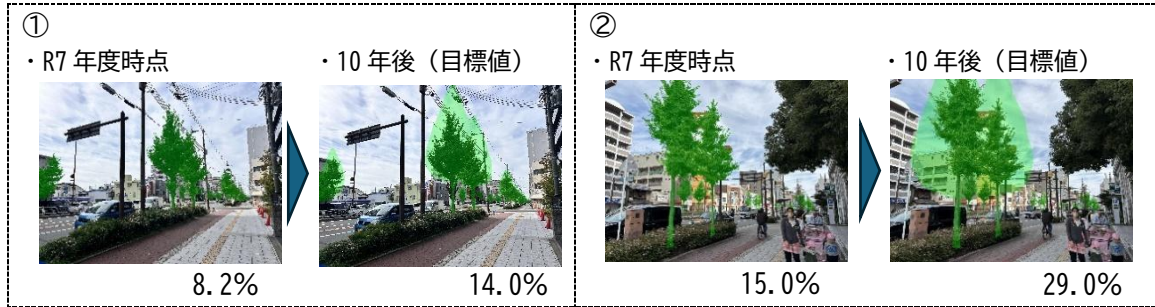 ①
・R7 年度時点
・10 年後（目標値）
8.2%
14.0%
②
・R7 年度時点
・10 年後（目標値）
15.0%
29.0%